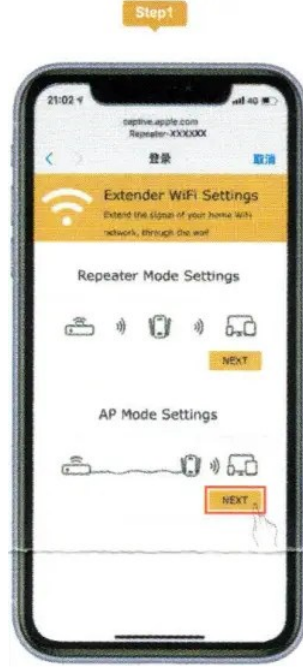 Step1
21:02
4G
captive.apple.com
Repeater-XXXXXX
登录
取消
Extender WiFi Settings
Extend the signal of your home WiFi
network, through the wall
Repeater Mode Settings
NEXT
AP Mode Settings
NEXT